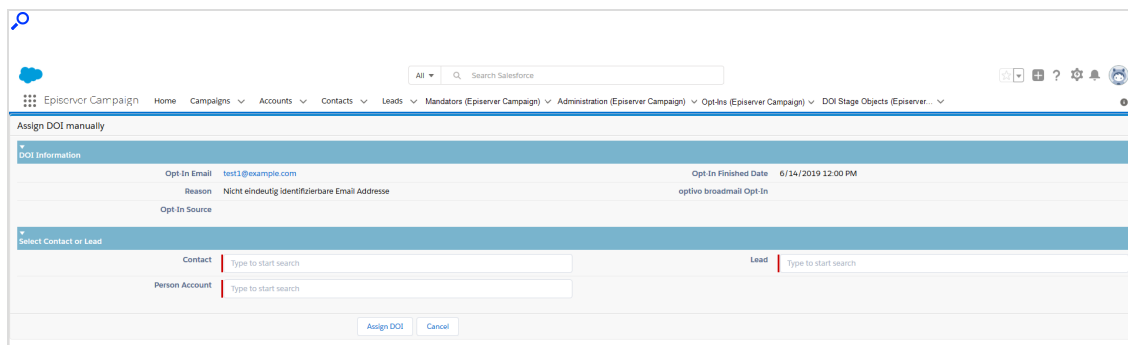 All
Search Salesforce
Episerver Campaign Home Campaigns Accounts Contacts Leads Mandators (Episerver Campaign) Administration (Episerver Campaign) Opt-Ins (Episerver Campaign) DOI Stage Objects (Episerver...
Assign DOI manually
DOI Information
Opt-In Email test1@example.com Opt-In Finished Date 6/14/2019 12:00 PM
Reason Nicht eindeutig identifizierbare Email Addresse optivo broadmail Opt-In
Opt-In Source
Select Contact or Lead
Contact Type to start search Lead Type to start search
Person Account Type to start search
Assign DOI Cancel